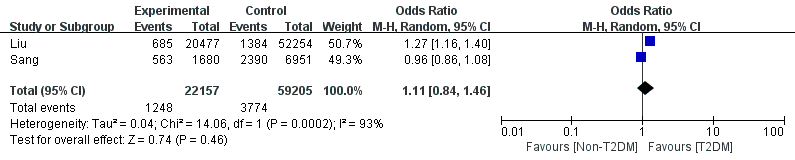 Experimental Control Odds Ratio Odds Ratio
Study or Subgroup Events Total Events Total Weight M-H, Random, 95% CI M-H, Random, 95% CI
Liu 685 20477 1384 52254 50.7% 1.27 [1.16, 1.40]
Sang 563 1680 2390 6951 49.3% 0.96 [0.86, 1.08]
Total (95% CI) 22157 59205 100.0% 1.11 [0.84, 1.46]
Total events 1248 3774
Heterogeneity: Tau² = 0.04; Chi² = 14.06, df = 1 (P = 0.0002); I² = 93%
Test for overall effect: Z = 0.74 (P = 0.46)
0.01 0.1 1 10 100
Favours [Non-T2DM] Favours [T2DM]